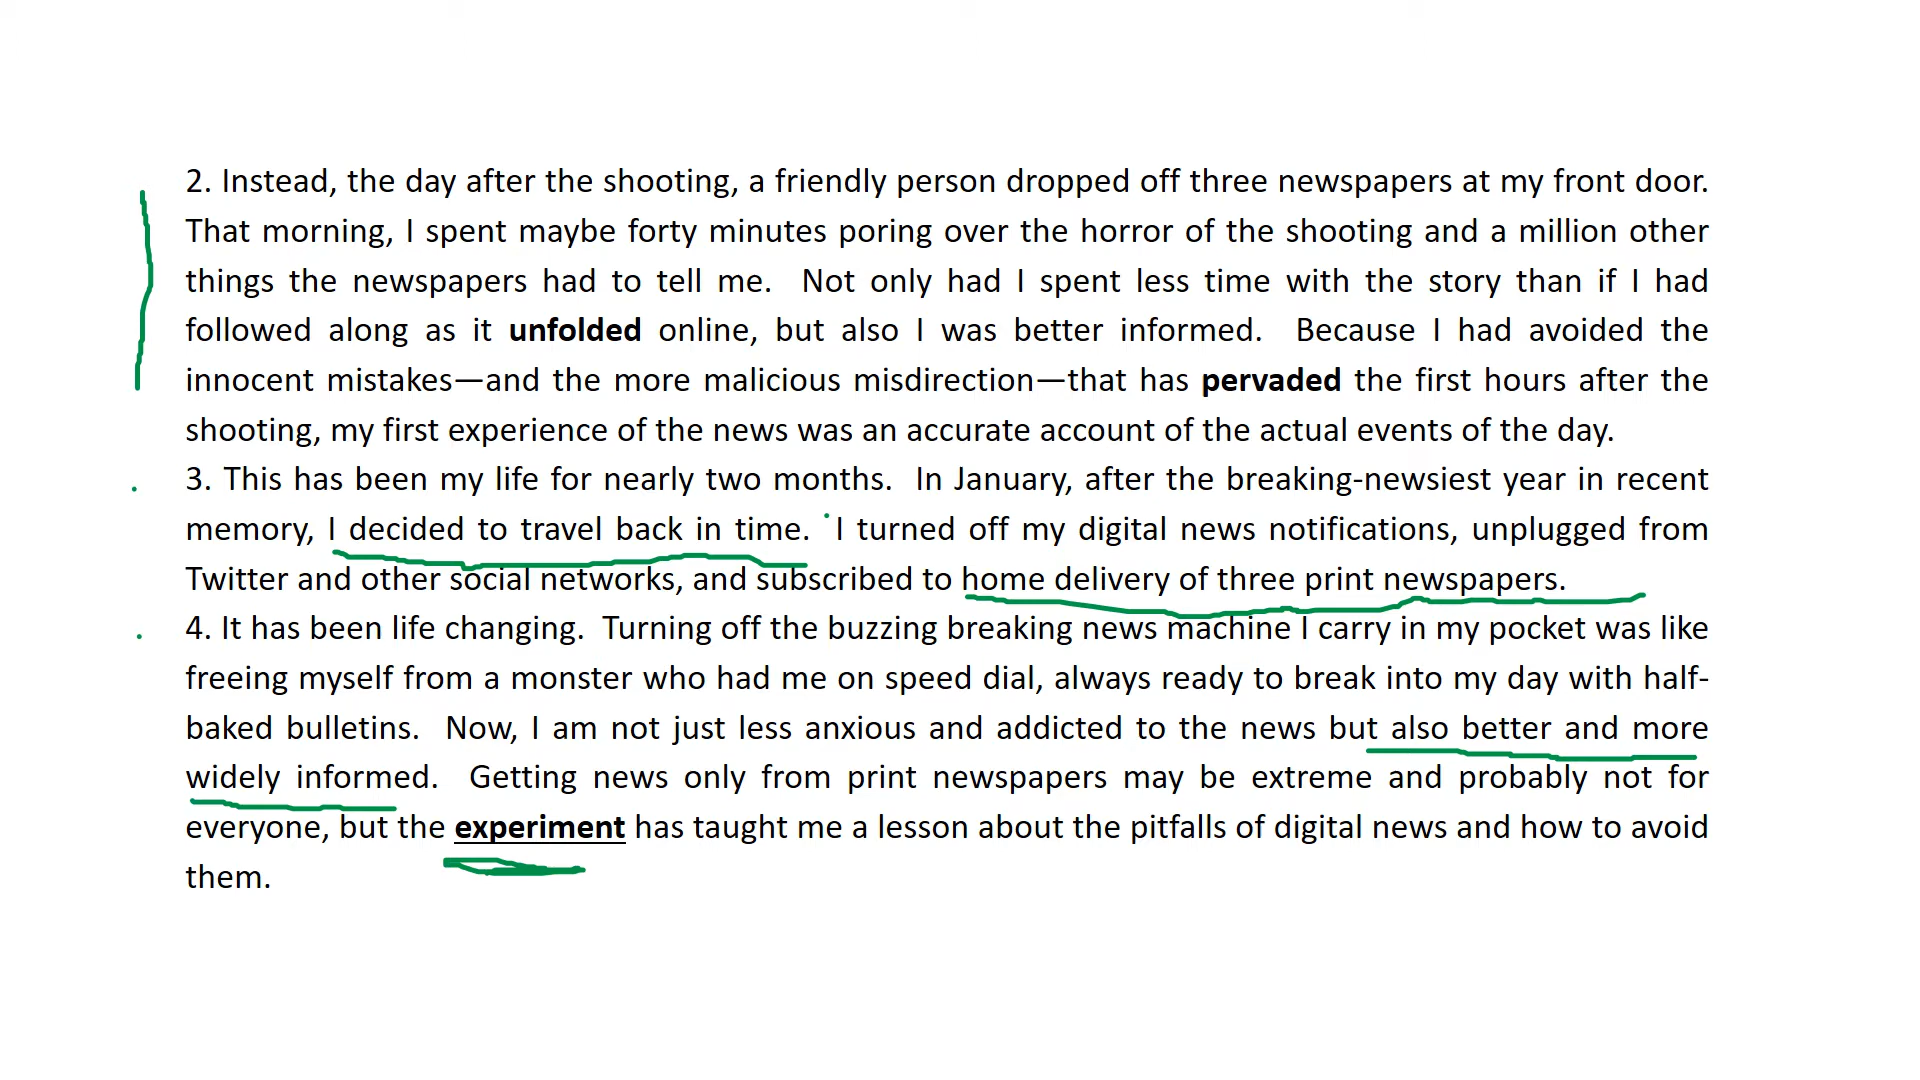 2. Instead, the day after the shooting, a friendly person dropped off three newspapers at my front door.
That morning, I spent maybe forty minutes poring over the horror of the shooting and a million other
things the newspapers had to tell me.  Not only had I spent less time with the story than if I had
followed along as it unfolded online, but also I was better informed.  Because I had avoided the
innocent mistakes—and the more malicious misdirection—that has pervaded the first hours after the
shooting, my first experience of the news was an accurate account of the actual events of the day.
3. This has been my life for nearly two months.  In January, after the breaking-newsiest year in recent
memory, I decided to travel back in time.  I turned off my digital news notifications, unplugged from
Twitter and other social networks, and subscribed to home delivery of three print newspapers.
4. It has been life changing.  Turning off the buzzing breaking news machine I carry in my pocket was like
freeing myself from a monster who had me on speed dial, always ready to break into my day with half-
baked bulletins.  Now, I am not just less anxious and addicted to the news but also better and more
widely informed.  Getting news only from print newspapers may be extreme and probably not for
everyone, but the experiment has taught me a lesson about the pitfalls of digital news and how to avoid
them.